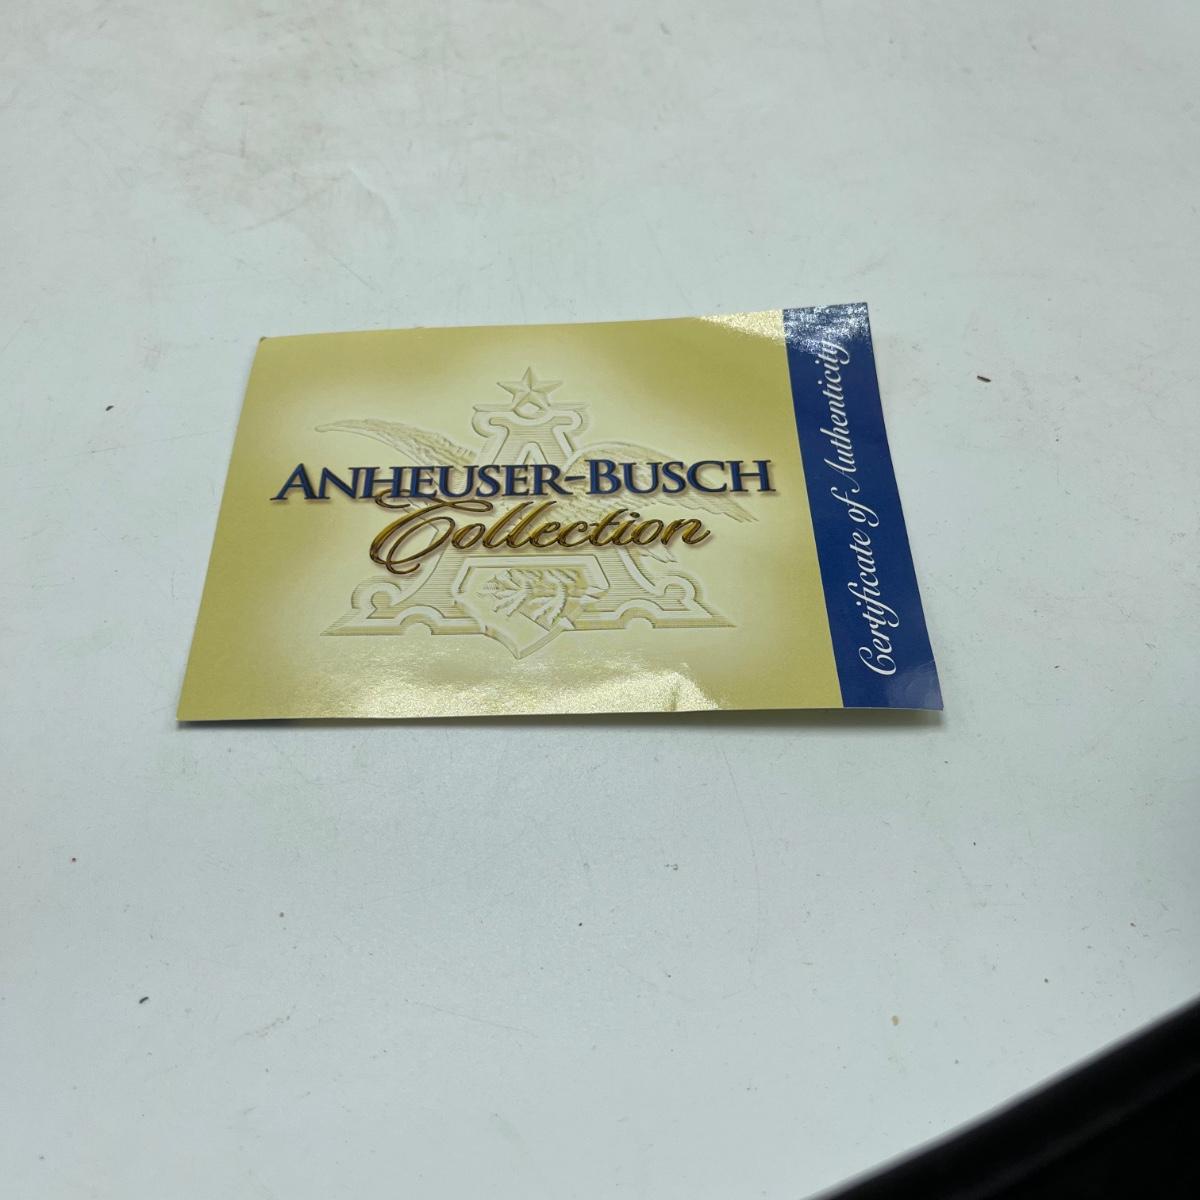 ANHEUSER-BUSCH
Collection
Certificate of Authenticity